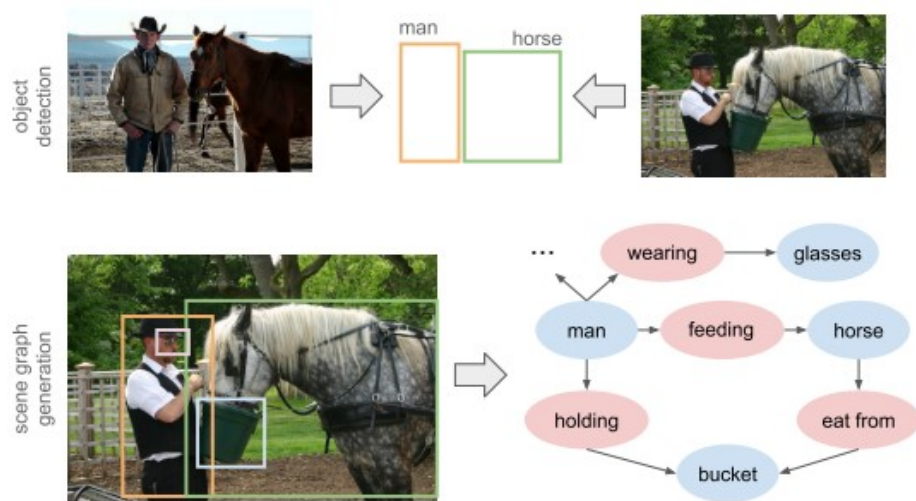 object
detection
man
horse
scene graph
generation
...
wearing
glasses
man
feeding
horse
holding
eat from
bucket